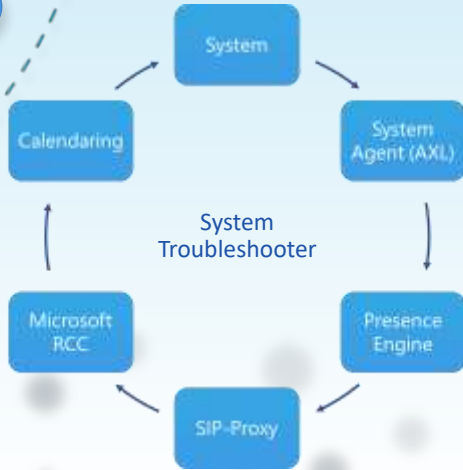 System
System
Agent (AXL)
Presence
Engine
SIP-Proxy
Microsoft
RCC
Calendaring
System
Troubleshooter